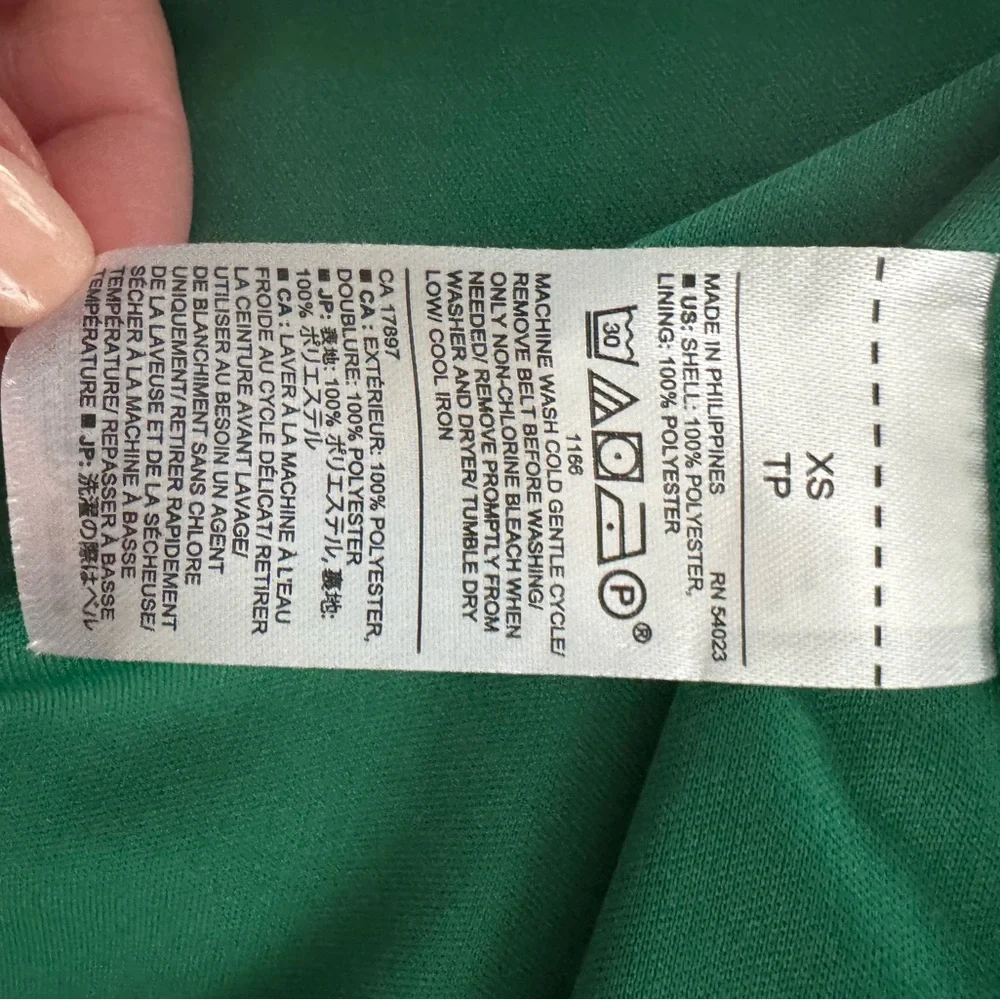 XS
TP
MADE IN PHILIPPINES RN 54023
■ US: SHELL: 100% POLYESTER,
LINING: 100% POLYESTER
30 P ®
1166
MACHINE WASH COLD GENTLE CYCLE/
REMOVE BELT BEFORE WASHING/
ONLY NON-CHLORINE BLEACH WHEN
NEEDED/ REMOVE PROMPTLY FROM
WASHER AND DRYER/ TUMBLE DRY
LOW/ COOL IRON
CA 17897
■ CA : EXTÉRIEUR: 100% POLYESTER,
DOUBLURE: 100% POLYESTER
■ JP: 表地: 100% ポリエステル, 裏地:
100% ポリエステル
■ CA : LAVER À LA MACHINE À L'EAU
FROIDE AU CYCLE DÉLICAT/ RETIRER
LA CEINTURE AVANT LAVAGE/
UTILISER AU BESOIN UN AGENT
DE BLANCHIMENT SANS CHLORE
UNIQUEMENT/ RETIRER RAPIDEMENT
DE LA LAVEUSE ET DE LA SÉCHEUSE/
SÉCHER À LA MACHINE À BASSE
TEMPÉRATURE/ REPASSER À BASSE
TEMPÉRATURE ■ JP: 洗濯の際はベル